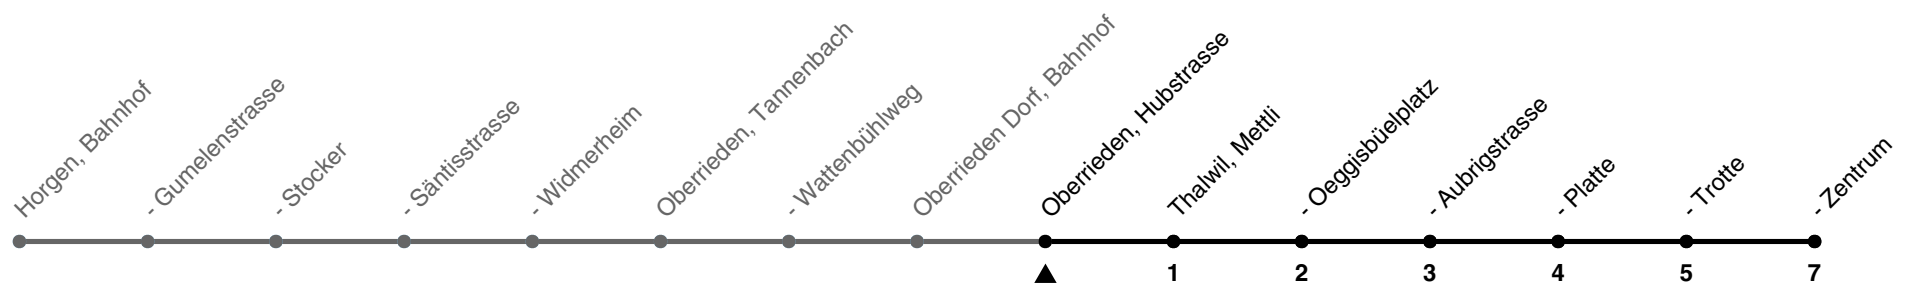 Horgen, Bahnhof
- Gumelenstrasse
- Stocker
- Säntisstrasse
- Widmerheim
Oberrieden, Tannenbach
- Wattenbühlweg
Oberrieden Dorf, Bahnhof
Oberrieden, Hubstrasse
Thalwil, Mettli
- Oeggisbüelplatz
- Aubrigstrasse
- Platte
- Trotte
- Zentrum
1 2 3 4 5 7